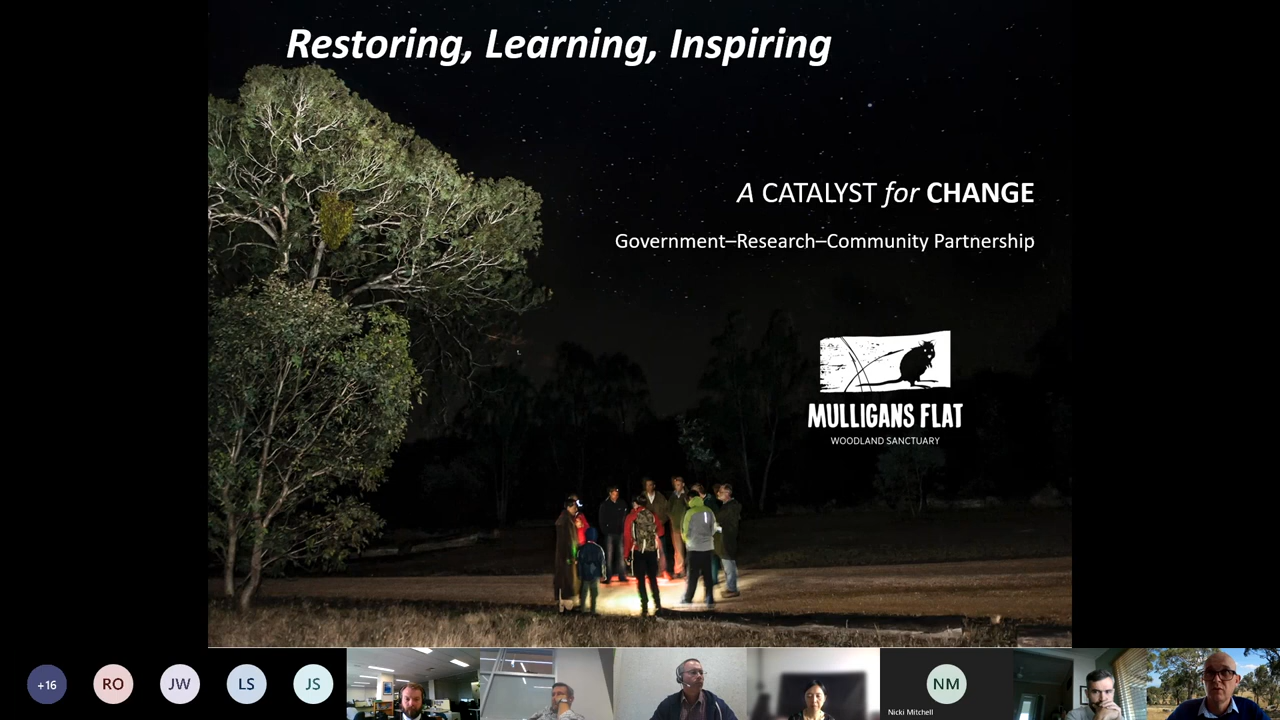 Restoring, Learning, Inspiring
A CATALYST for CHANGE
Government–Research–Community Partnership
MULLIGANS FLAT
WOODLAND SANCTUARY
+16
RO
JW
LS
JS
NM
Nicki Mitchell